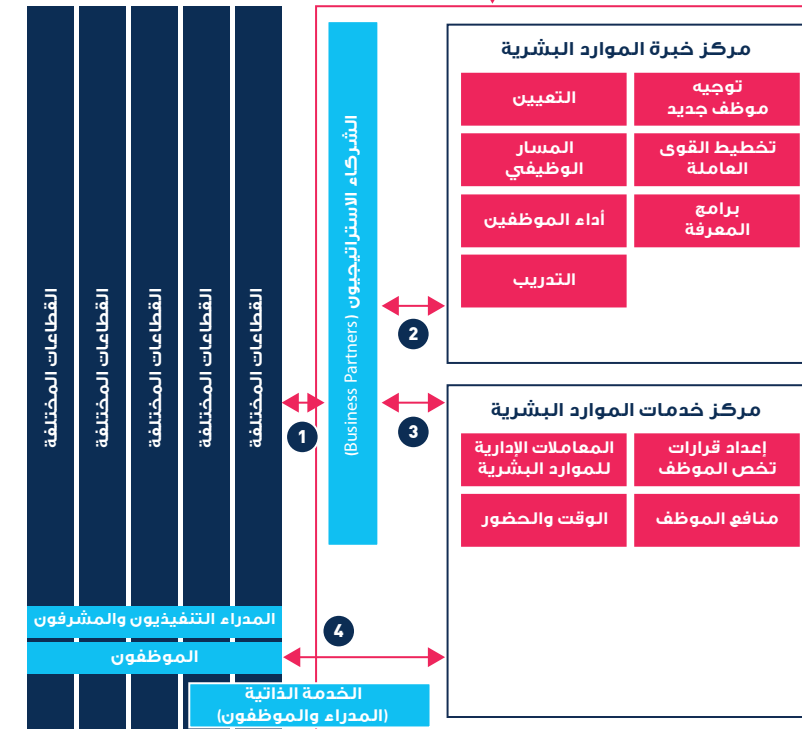 مركز خبرة الموارد البشرية
توجيه
موظف جديد
التعيين
تخطيط القوى
العاملة
المسار
الوظيفي
برامج
المعرفة
أداء الموظفين
التدريب
2
مركز خدمات الموارد البشرية
إعداد قرارات
تخص الموظف
المعاملات الإدارية
للموارد البشرية
منافع الموظف
الوقت والحضور
3
الشركاء الاستراتيجيون (Business Partners)
1
القطاعات المختلفة
القطاعات المختلفة
القطاعات المختلفة
القطاعات المختلفة
القطاعات المختلفة
المدراء التنفيذيون والمشرفون
4
الموظفون
الخدمة الذاتية
(المدراء والموظفون)